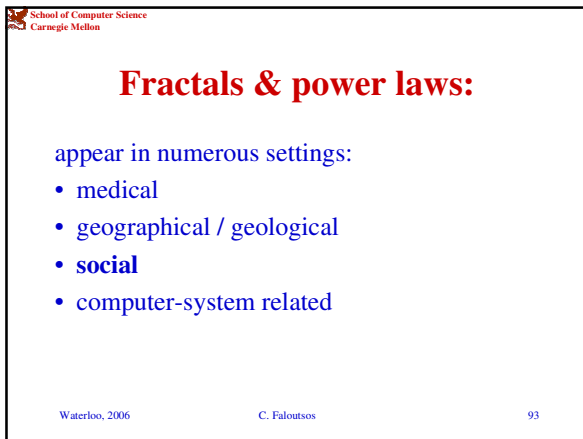 School of Computer Science
Carnegie Mellon
Fractals & power laws:
appear in numerous settings:
• medical
• geographical / geological
• social
• computer-system related
Waterloo, 2006 C. Faloutsos 93